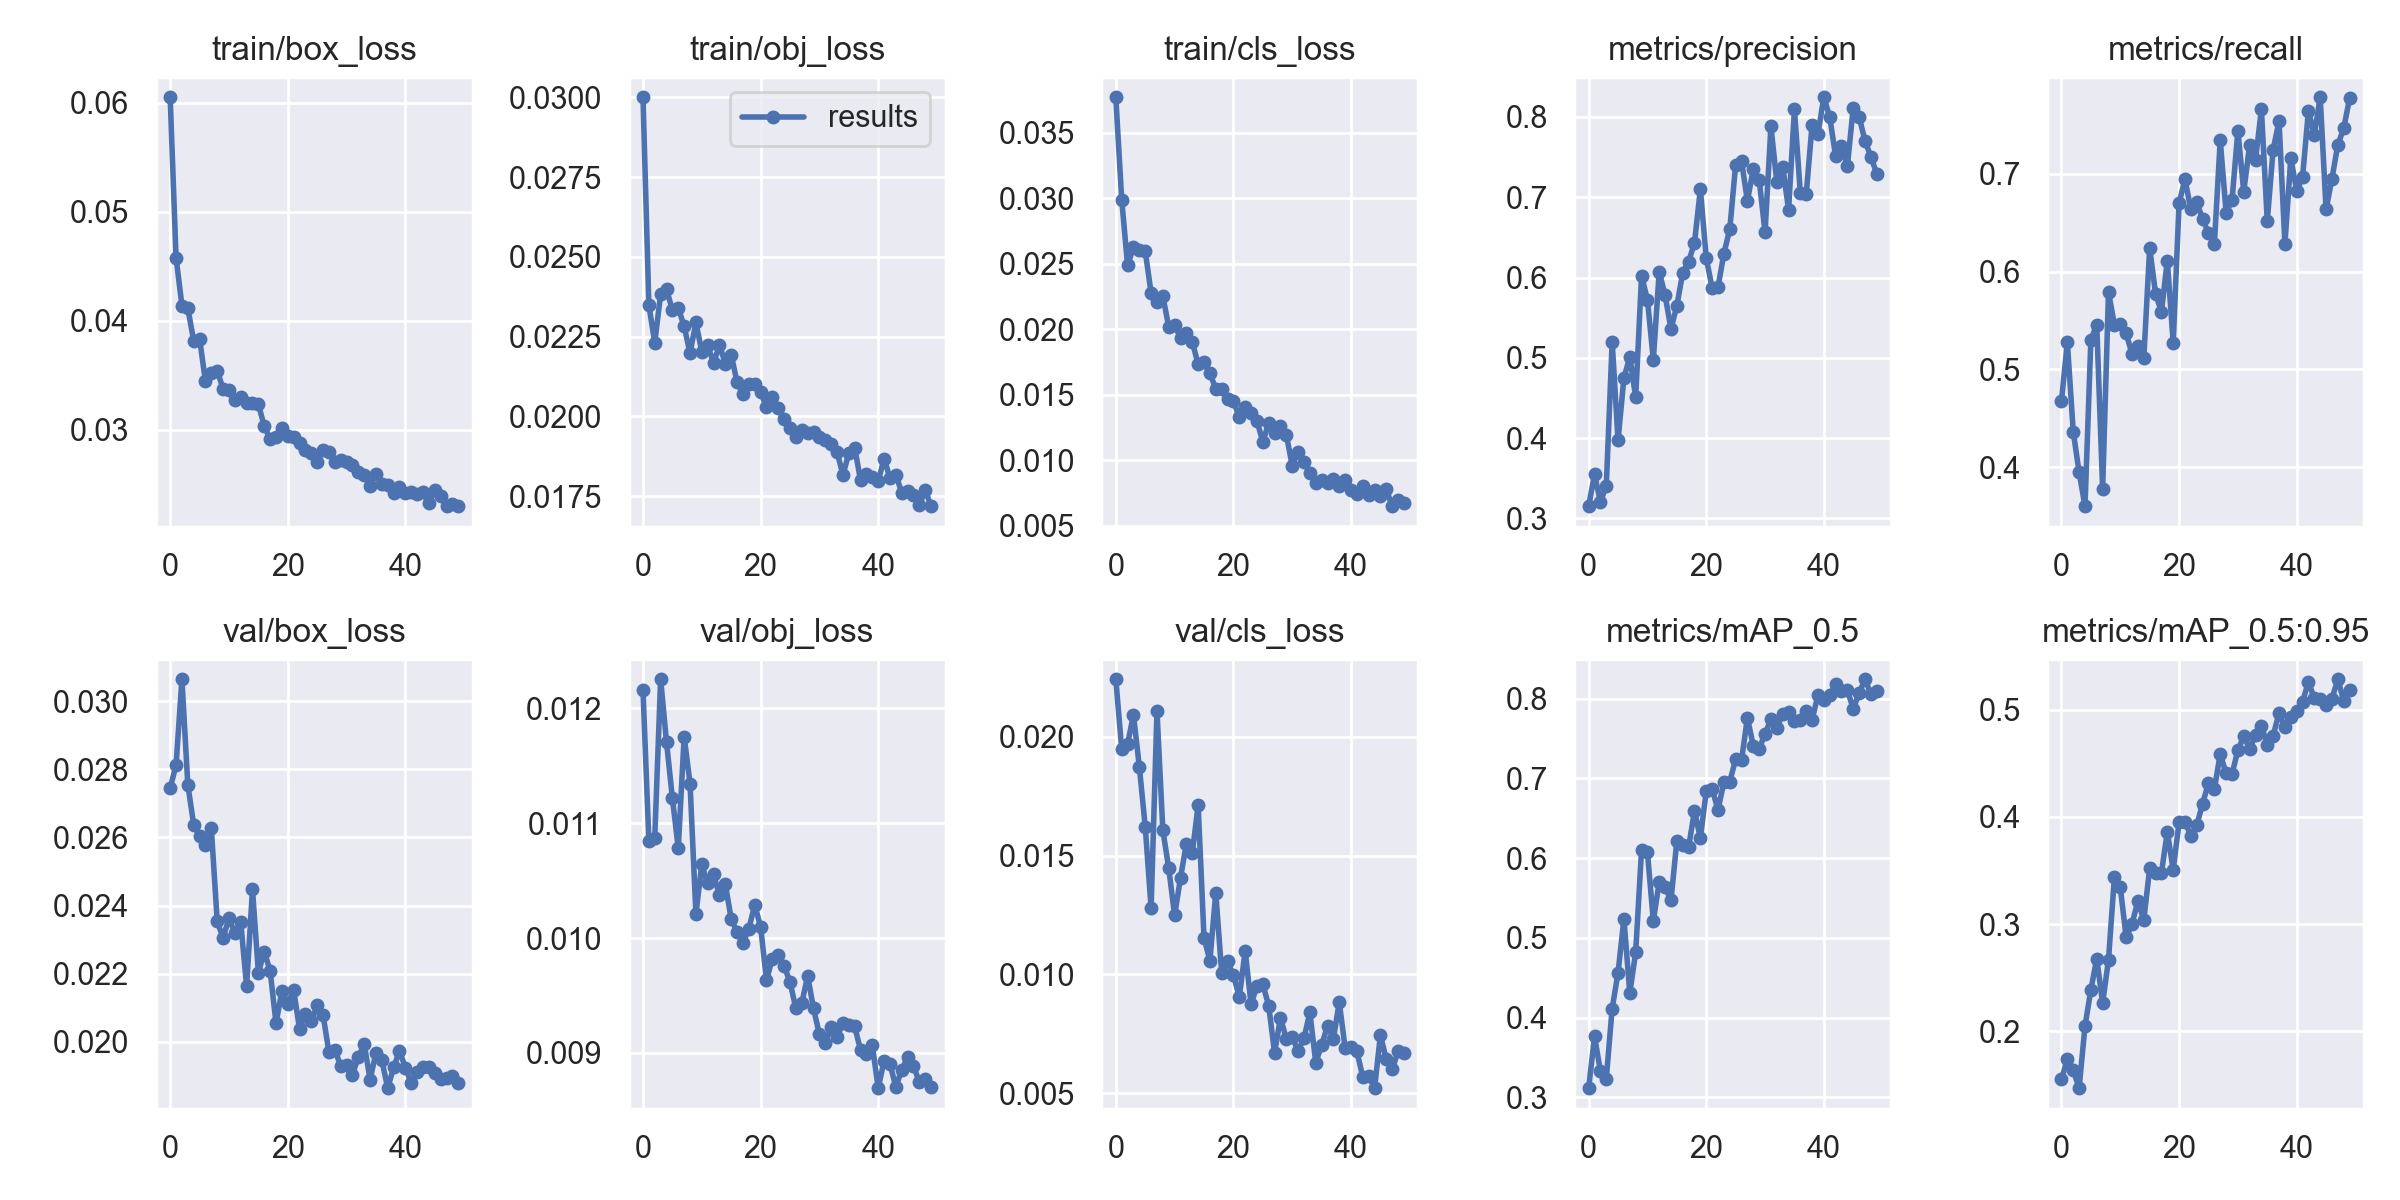 train/box_loss
train/obj_loss
train/cls_loss
metrics/precision
metrics/recall
0.06
0.05
0.04
0.03
0 20 40
results
0.0300
0.0275
0.0250
0.0225
0.0200
0.0175
0 20 40
0.035
0.030
0.025
0.020
0.015
0.010
0.005
0 20 40
0.8
0.7
0.6
0.5
0.4
0.3
0 20 40
0.7
0.6
0.5
0.4
0 20 40
val/box_loss
val/obj_loss
val/cls_loss
metrics/mAP_0.5
metrics/mAP_0.5:0.95
0.030
0.028
0.026
0.024
0.022
0.020
0 20 40
0.012
0.011
0.010
0.009
0 20 40
0.020
0.015
0.010
0.005
0 20 40
0.8
0.7
0.6
0.5
0.4
0.3
0 20 40
0.5
0.4
0.3
0.2
0 20 40